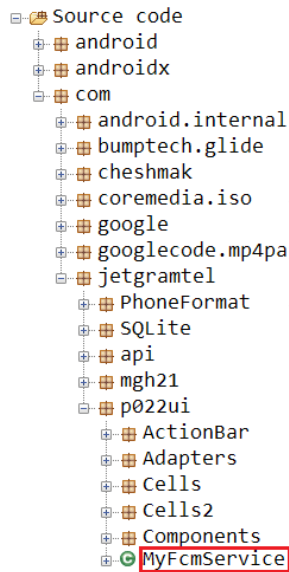 Source code
android
androidx
com
android.internal
bumptech.glide
cheshmak
coremedia.iso
google
googlecode.mp4pa
jetgramtel
PhoneFormat
SQLite
api
mgh21
p022ui
ActionBar
Adapters
Cells
Cells2
Components
MyFcmService